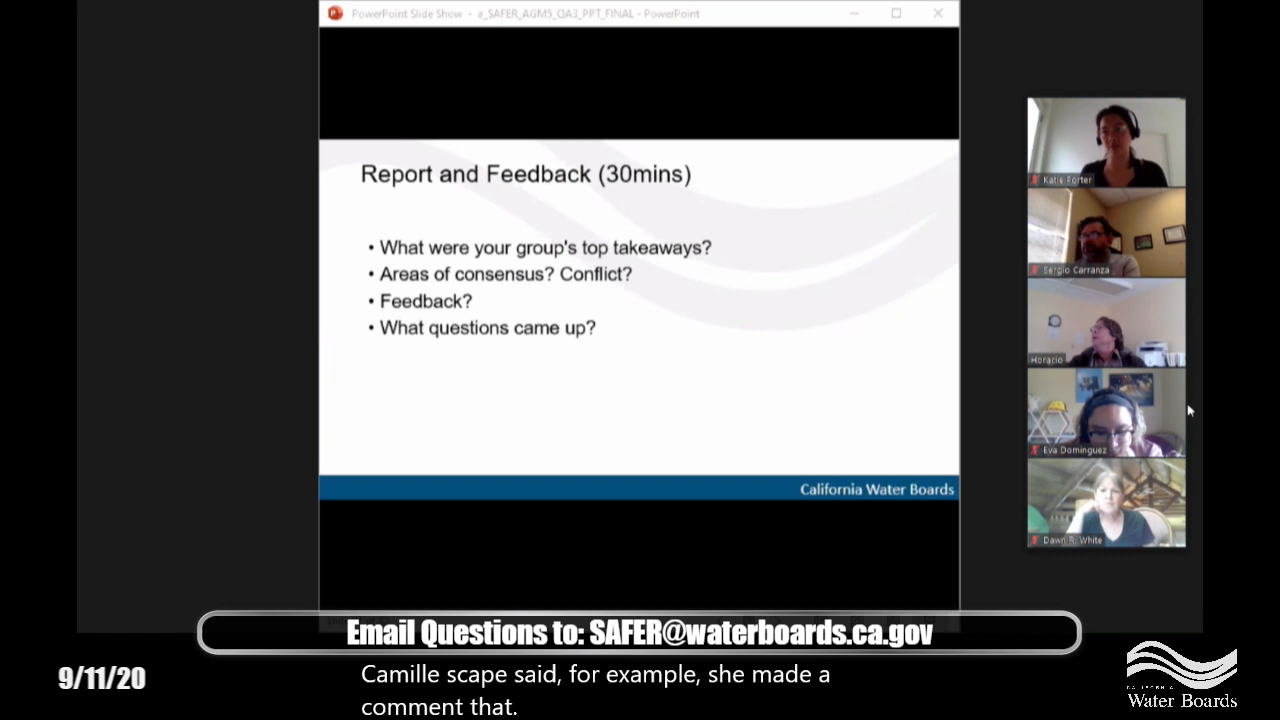 PowerPoint Slide Show - a_SAFER_AGM5_QA3_PPT_FINAL - PowerPoint
Report and Feedback (30mins)
• What were your group's top takeaways?
• Areas of consensus? Conflict?
• Feedback?
• What questions came up?
California Water Boards
Katie Porter
Sergio Carranza
Horacio
Eva Dominguez
Dawn R. White
Email Questions to: SAFER@waterboards.ca.gov
9/11/20
Camille scape said, for example, she made a
comment that.
CALIFORNIA
Water Boards